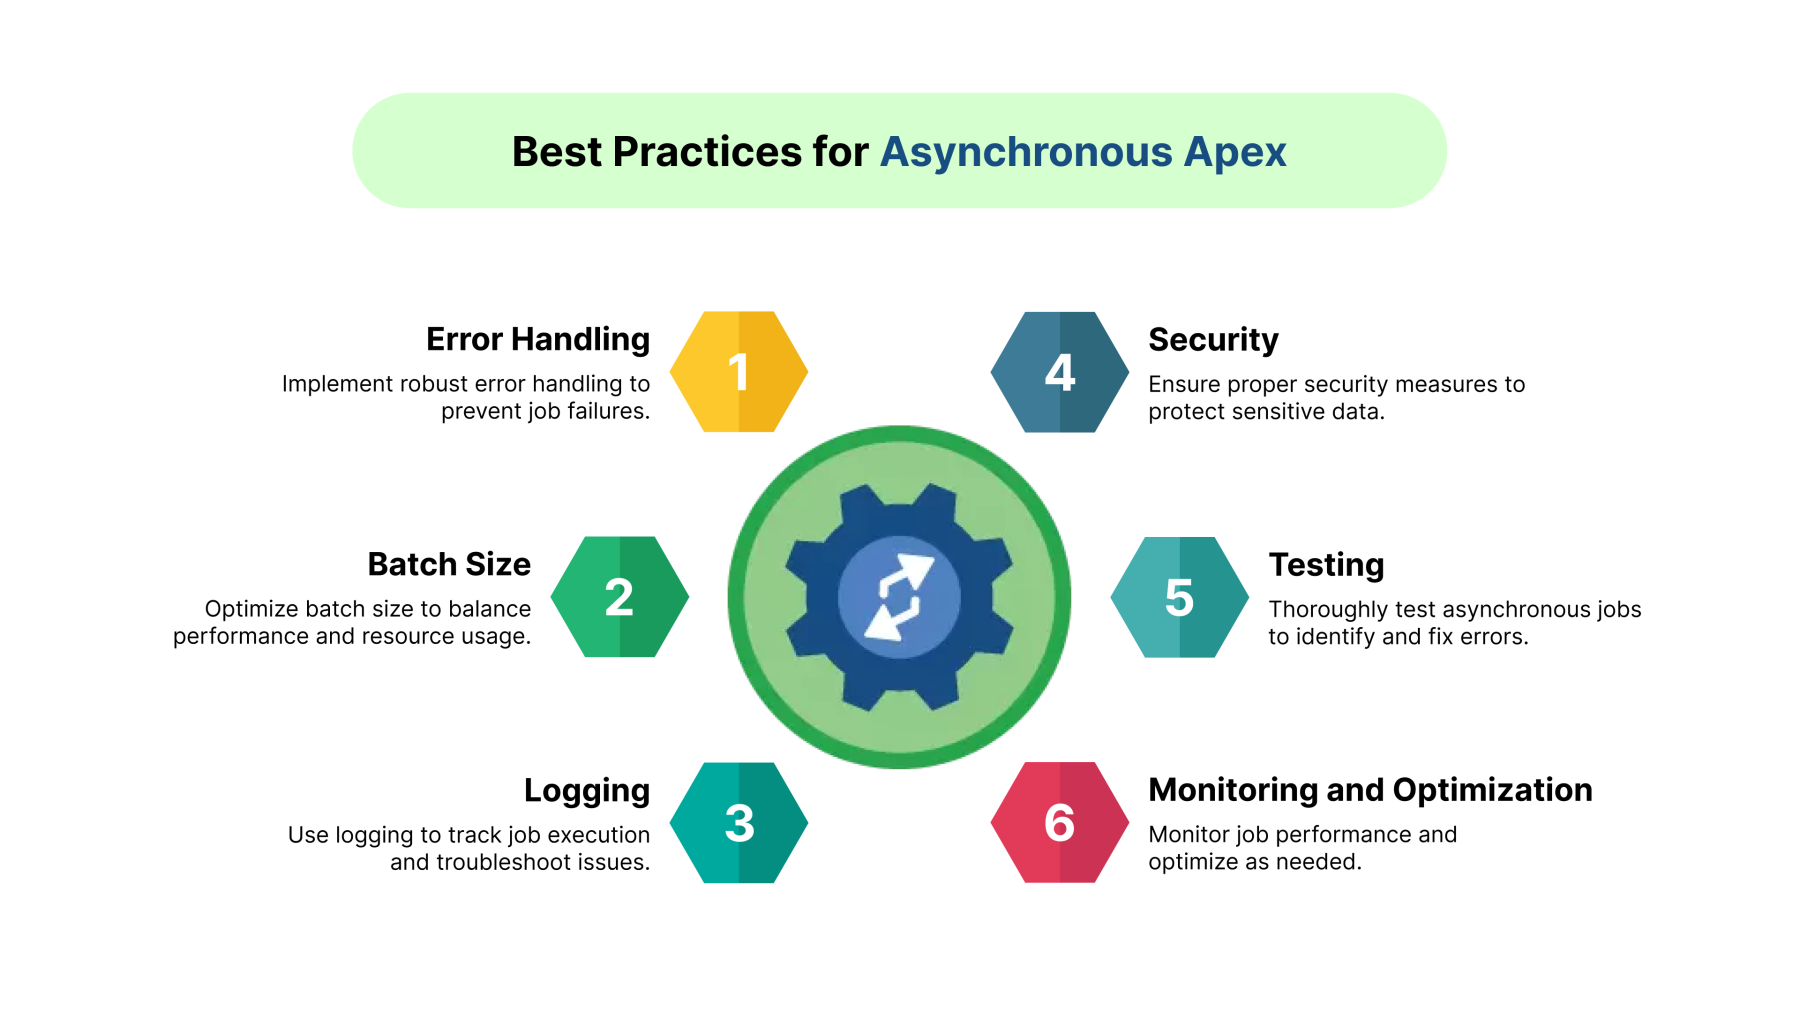 Best Practices for Asynchronous Apex
1
Error Handling
Implement robust error handling to
prevent job failures.
2
Batch Size
Optimize batch size to balance
performance and resource usage.
3
Logging
Use logging to track job execution
and troubleshoot issues.
4
Security
Ensure proper security measures to
protect sensitive data.
5
Testing
Thoroughly test asynchronous jobs
to identify and fix errors.
6
Monitoring and Optimization
Monitor job performance and
optimize as needed.